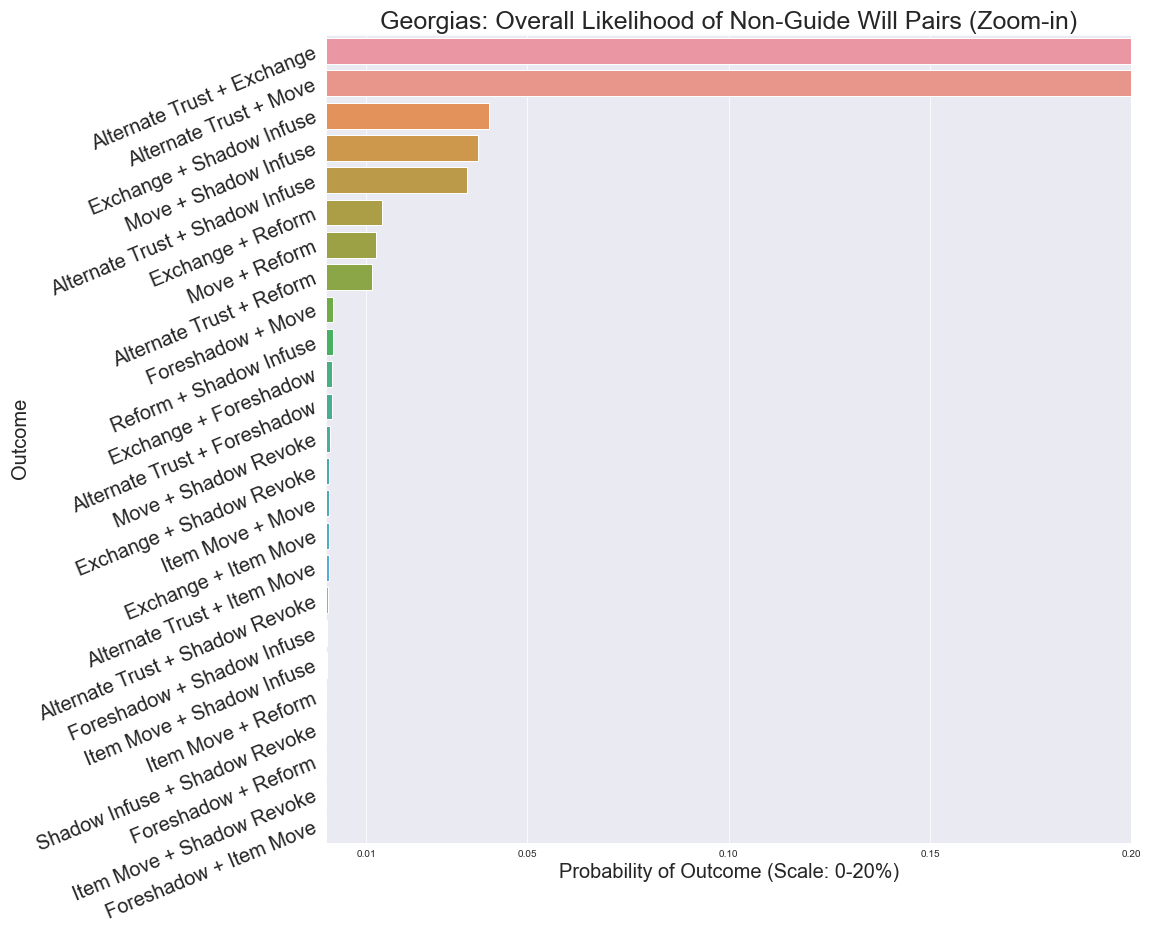 Georgias: Overall Likelihood of Non-Guide Will Pairs (Zoom-in)
Outcome
Alternate Trust + Exchange
Alternate Trust + Move
Exchange + Shadow Infuse
Move + Shadow Infuse
Alternate Trust + Shadow Infuse
Exchange + Reform
Move + Reform
Alternate Trust + Reform
Foreshadow + Move
Reform + Shadow Infuse
Exchange + Foreshadow
Alternate Trust + Foreshadow
Move + Shadow Revoke
Exchange + Shadow Revoke
Item Move + Move
Exchange + Item Move
Alternate Trust + Item Move
Alternate Trust + Shadow Revoke
Foreshadow + Shadow Infuse
Item Move + Shadow Infuse
Item Move + Reform
Shadow Infuse + Shadow Revoke
Foreshadow + Reform
Item Move + Shadow Revoke
Foreshadow + Item Move
0.01 0.05 0.10 0.15 0.20
Probability of Outcome (Scale: 0-20%)